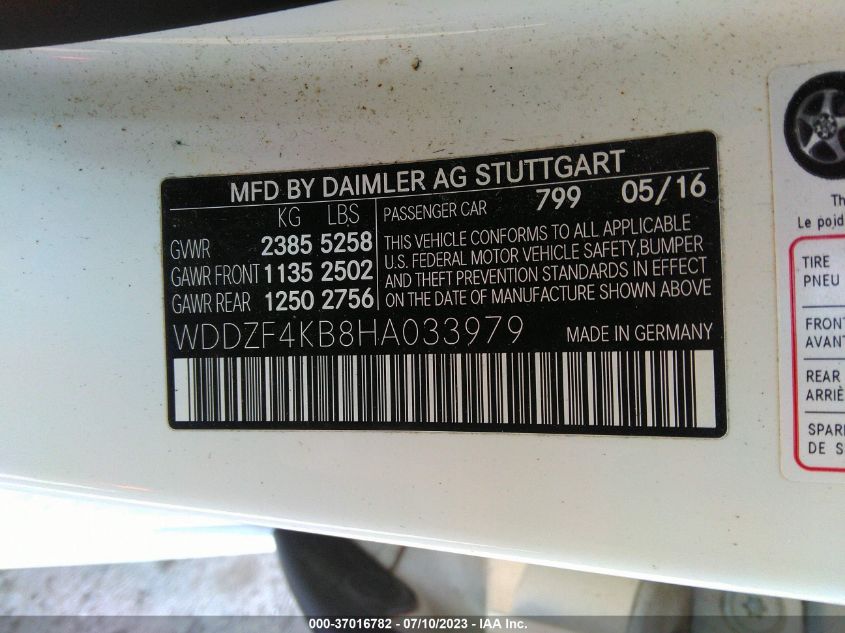 MFD BY DAIMLER AG STUTTGART
KG LBS
GVWR 2385 5258
GAWR FRONT 1135 2502
GAWR REAR 1250 2756
PASSENGER CAR 799 05/16
THIS VEHICLE CONFORMS TO ALL APPLICABLE
U.S. FEDERAL MOTOR VEHICLE SAFETY,BUMPER
AND THEFT PREVENTION STANDARDS IN EFFECT
ON THE DATE OF MANUFACTURE SHOWN ABOVE
WDDZF4KB8HA033979 MADE IN GERMANY
Th
Le poid
TIRE
PNEU
FRONT
AVANT
REAR
ARRIÈ
SPAR
DE S
000-37016782 - 07/10/2023 - IAA Inc.